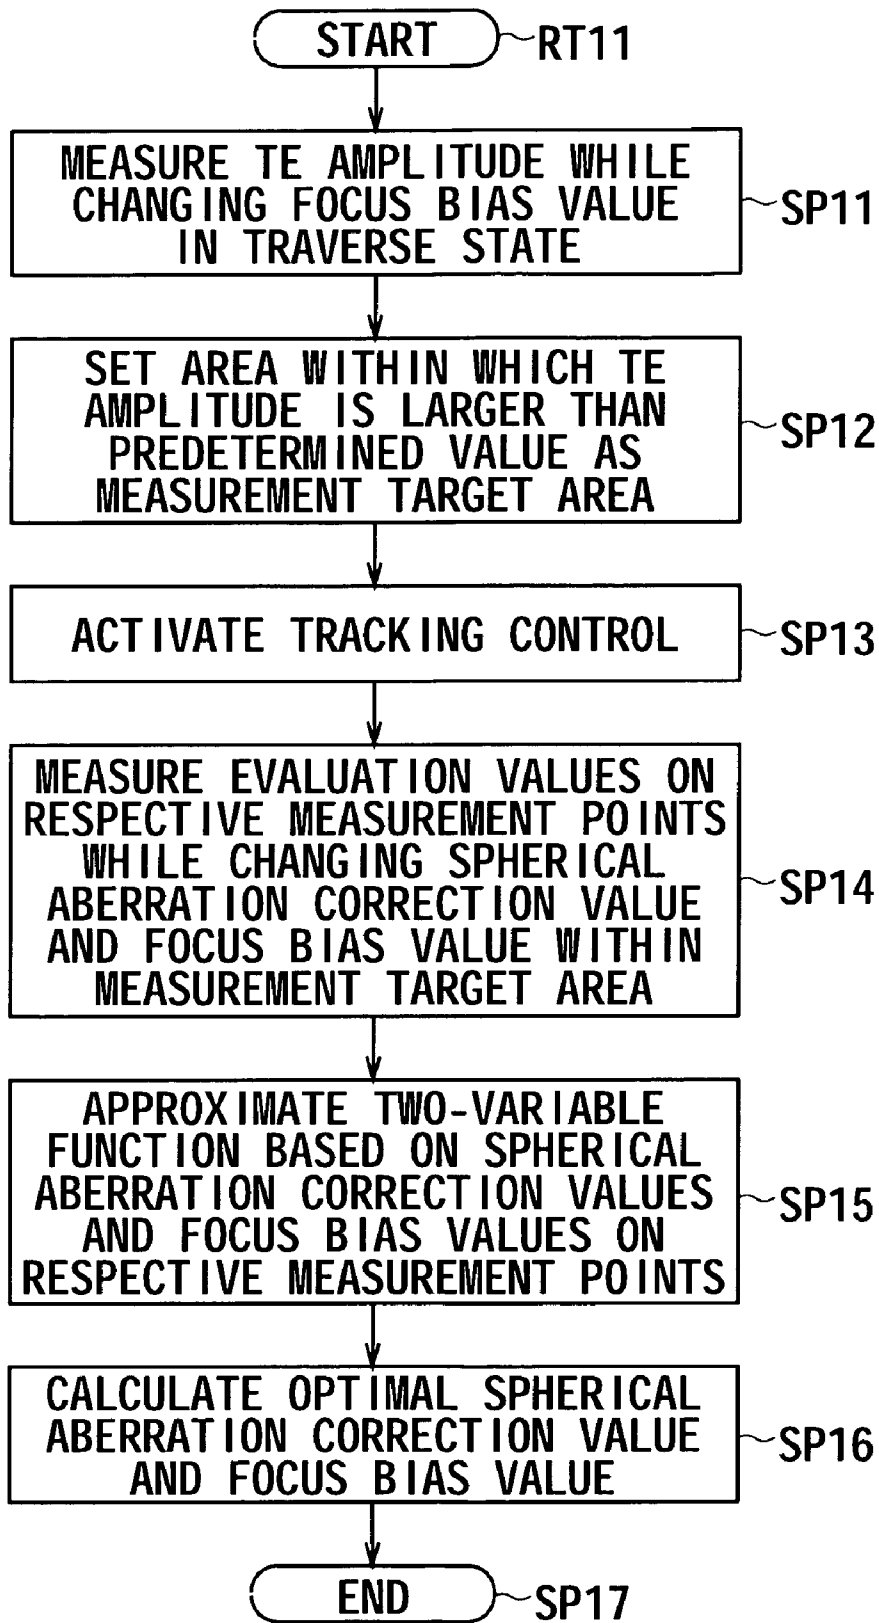 START
RT11
MEASURE TE AMPLITUDE WHILE
CHANGING FOCUS BIAS VALUE
IN TRAVERSE STATE
SP11
SET AREA WITHIN WHICH TE
AMPLITUDE IS LARGER THAN
PREDETERMINED VALUE AS
MEASUREMENT TARGET AREA
SP12
ACTIVATE TRACKING CONTROL
SP13
MEASURE EVALUATION VALUES ON
RESPECTIVE MEASUREMENT POINTS
WHILE CHANGING SPHERICAL
ABERRATION CORRECTION VALUE
AND FOCUS BIAS VALUE WITHIN
MEASUREMENT TARGET AREA
SP14
APPROXIMATE TWO-VARIABLE
FUNCTION BASED ON SPHERICAL
ABERRATION CORRECTION VALUES
AND FOCUS BIAS VALUES ON
RESPECTIVE MEASUREMENT POINTS
SP15
CALCULATE OPTIMAL SPHERICAL
ABERRATION CORRECTION VALUE
AND FOCUS BIAS VALUE
SP16
END
SP17